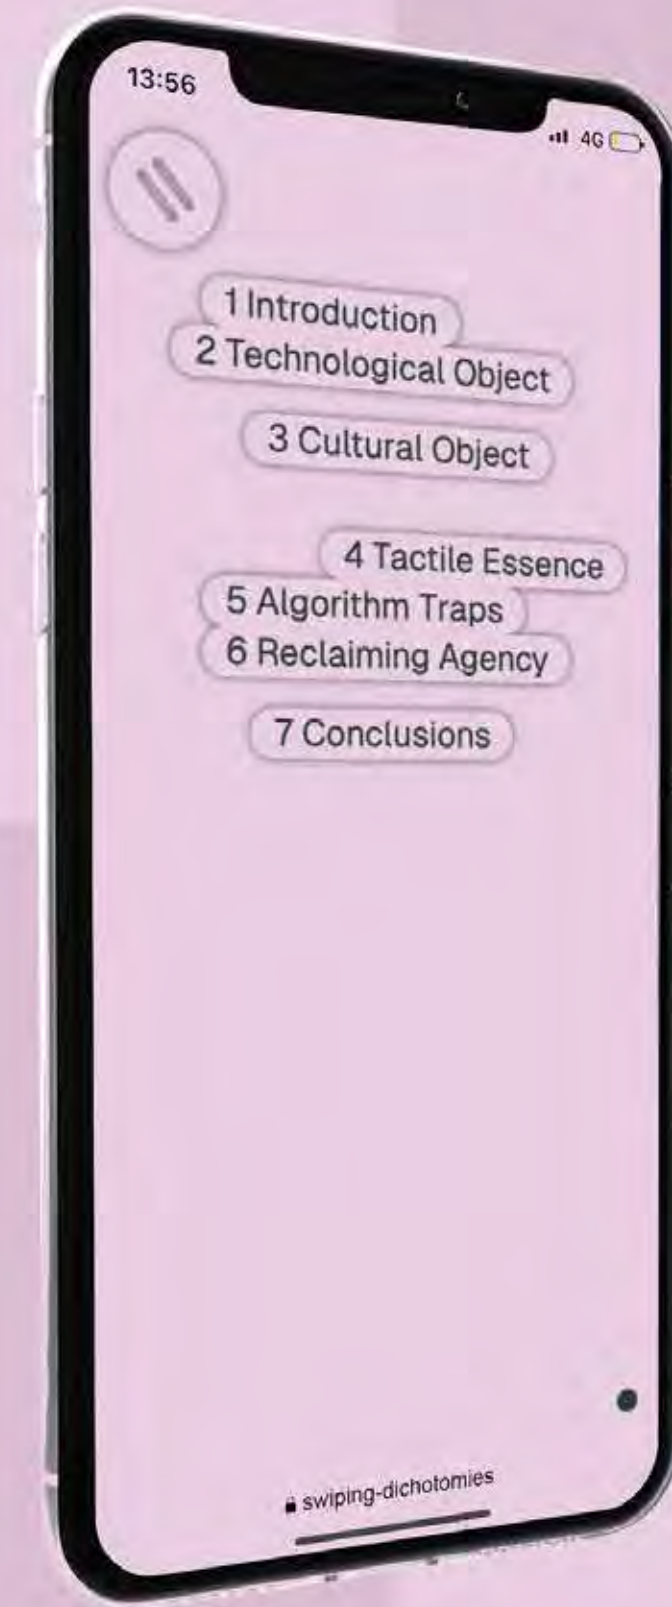 13:56
4G
1 Introduction
2 Technological Object
3 Cultural Object
4 Tactile Essence
5 Algorithm Traps
6 Reclaiming Agency
7 Conclusions
swiping-dichotomies